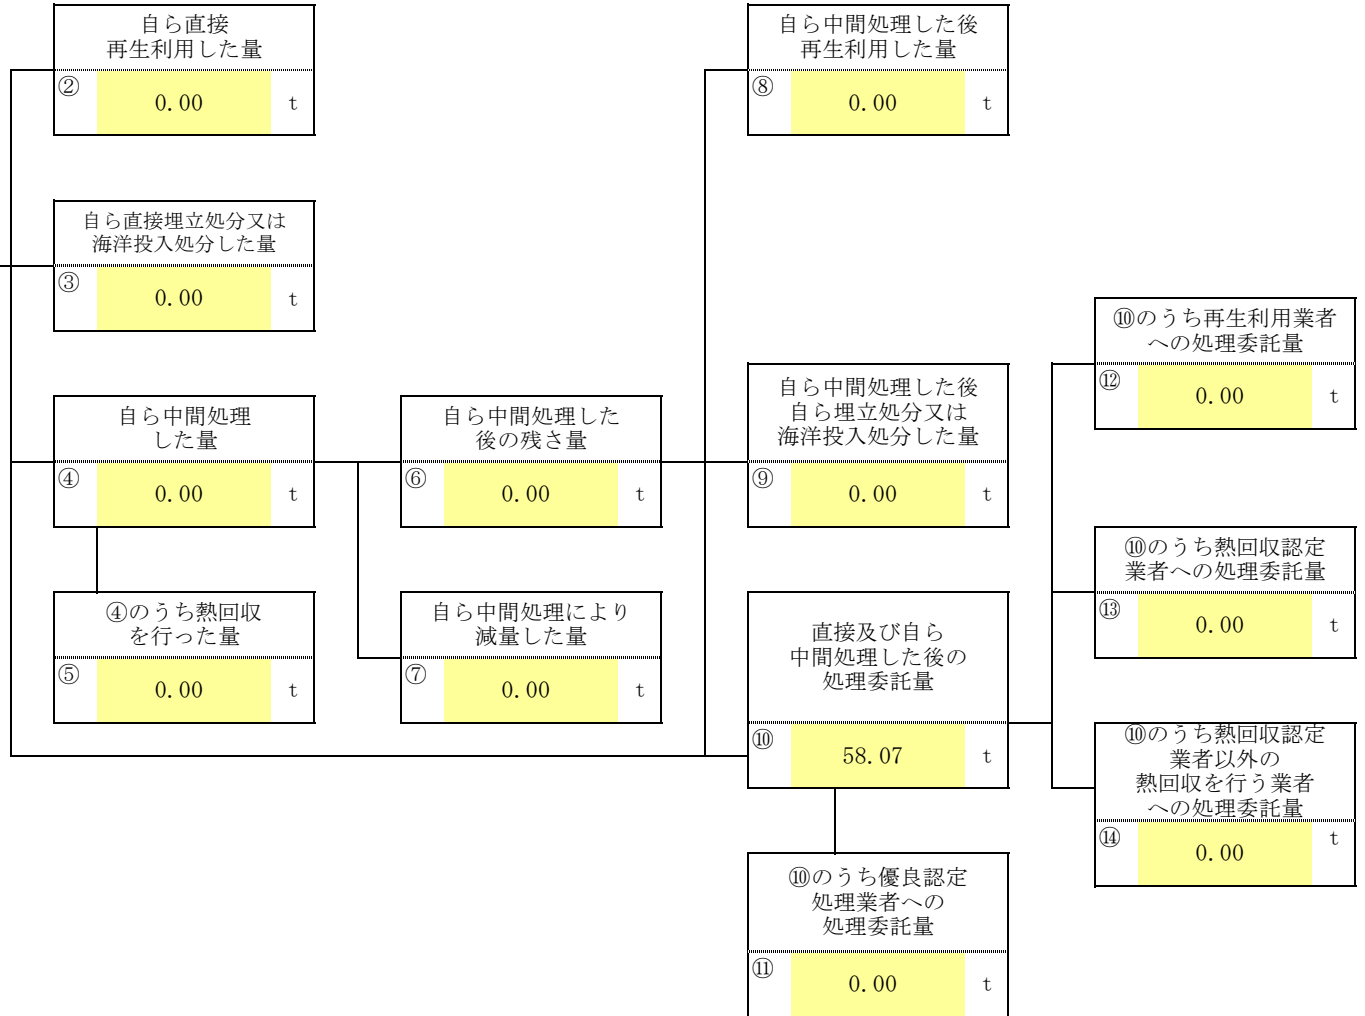 自ら直接
再生利用した量
②
0.00
t
自ら中間処理した後
再生利用した量
⑧
0.00
t
自ら直接埋立処分又は
海洋投入処分した量
③
0.00
t
⑩のうち再生利用業者
への処理委託量
⑫
0.00
t
自ら中間処理
した量
④
0.00
t
自ら中間処理した
後の残さ量
⑥
0.00
t
自ら中間処理した後
自ら埋立処分又は
海洋投入処分した量
⑨
0.00
t
⑩のうち熱回収認定
業者への処理委託量
⑬
0.00
t
④のうち熱回収
を行った量
⑤
0.00
t
自ら中間処理により
減量した量
⑦
0.00
t
直接及び自ら
中間処理した後の
処理委託量
⑩
58.07
t
⑩のうち熱回収認定
業者以外の
熱回収を行う業者
への処理委託量
⑭
0.00
t
⑩のうち優良認定
処理業者への
処理委託量
⑪
0.00
t